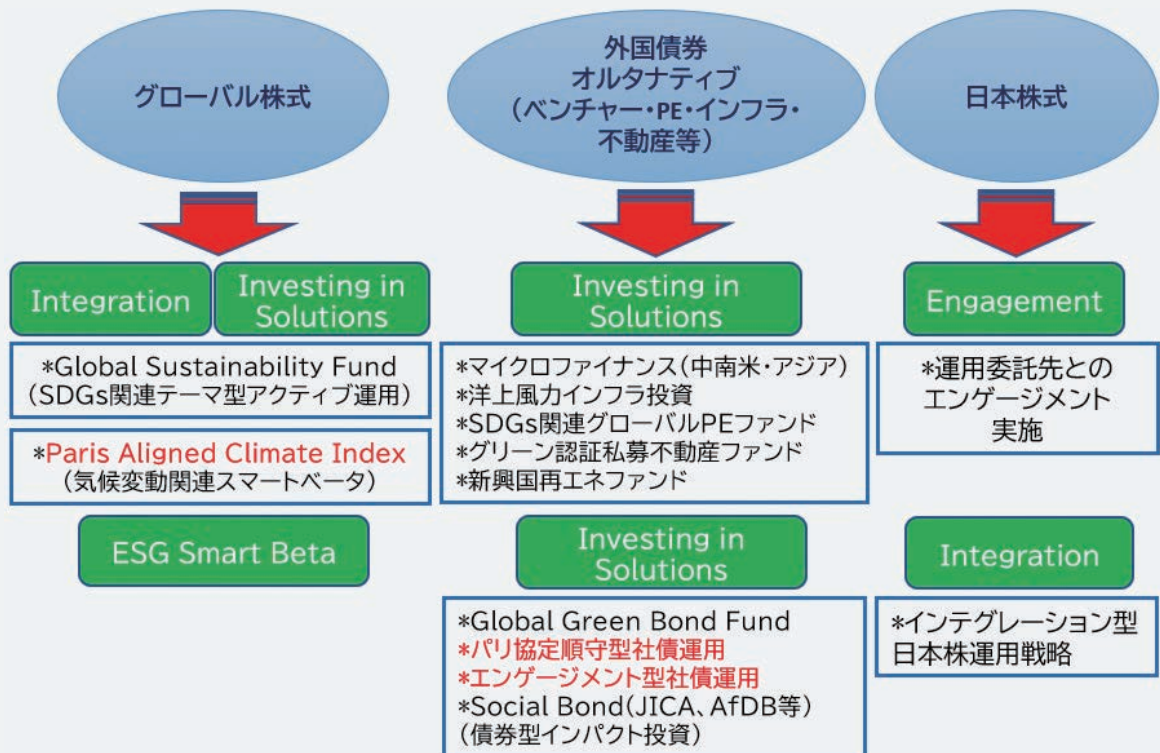 グローバル株式
Integration
Investing in
Solutions
*Global Sustainability Fund
(SDGs関連テーマ型アクティブ運用)
*Paris Aligned Climate Index
(気候変動関連スマートベータ)
ESG Smart Beta
外国債券
オルタナティブ
(ベンチャー・PE・インフラ・
不動産等)
Investing in
Solutions
*マイクロファイナンス(中南米・アジア)
*洋上風力インフラ投資
*SDGs関連グローバルPEファンド
*グリーン認証私募不動産ファンド
*新興国再エネファンド
Investing in
Solutions
*Global Green Bond Fund
*パリ協定順守型社債運用
*エンゲージメント型社債運用
*Social Bond(JICA、AfDB等)
(債券型インパクト投資)
日本株式
Engagement
*運用委託先との
エンゲージメント
実施
Integration
*インテグレーション型
日本株運用戦略